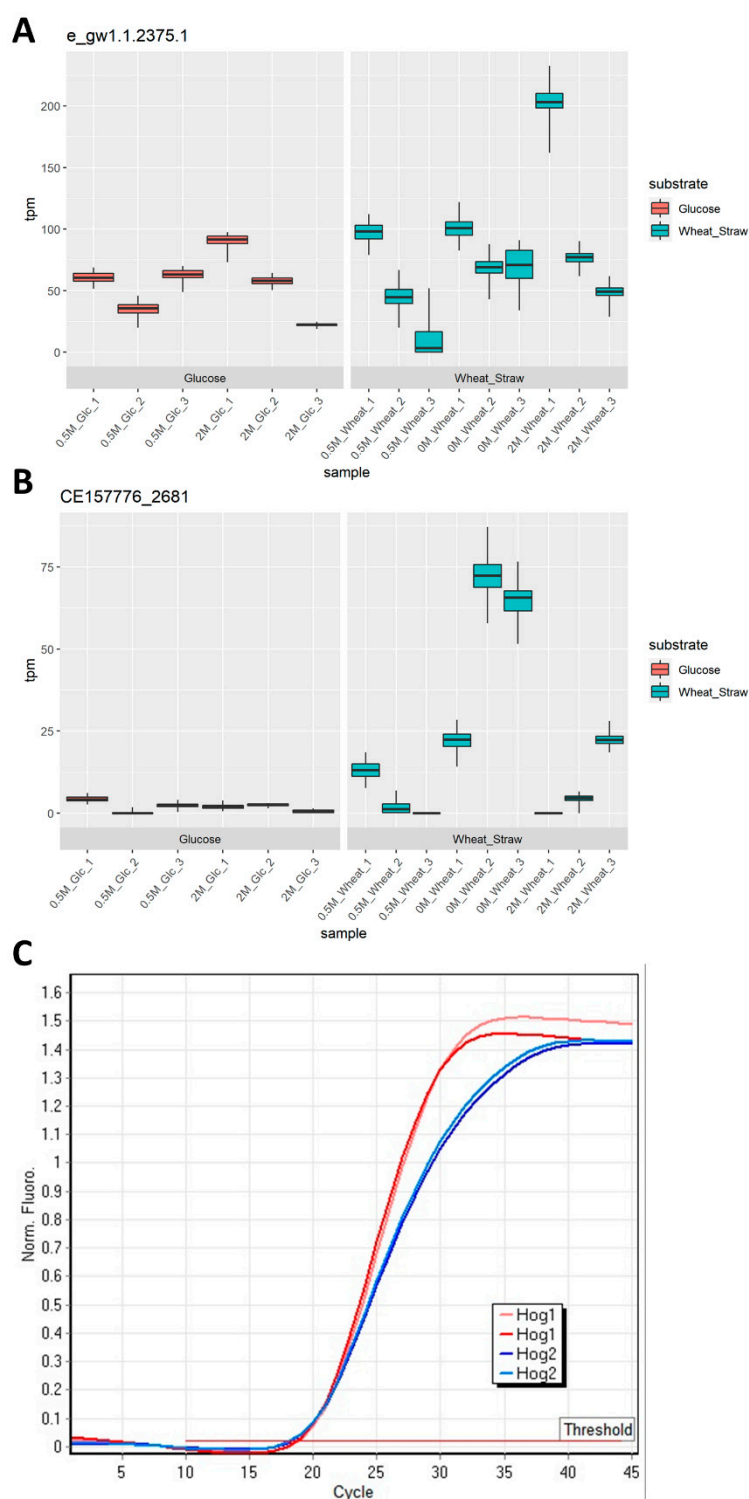 A
e_gw1.1.2375.1
200
150
100
50
0
tpm
Glucose
Wheat_Straw
0.5M_Glc_1
0.5M_Glc_2
0.5M_Glc_3
2M_Glc_1
2M_Glc_2
2M_Glc_3
0.5M_Wheat_1
0.5M_Wheat_2
0.5M_Wheat_3
0M_Wheat_1
0M_Wheat_2
0M_Wheat_3
2M_Wheat_1
2M_Wheat_2
2M_Wheat_3
sample
substrate
Glucose
Wheat_Straw
B
CE157776_2681
75
50
25
0
tpm
Glucose
Wheat_Straw
0.5M_Glc_1
0.5M_Glc_2
0.5M_Glc_3
2M_Glc_1
2M_Glc_2
2M_Glc_3
0.5M_Wheat_1
0.5M_Wheat_2
0.5M_Wheat_3
0M_Wheat_1
0M_Wheat_2
0M_Wheat_3
2M_Wheat_1
2M_Wheat_2
2M_Wheat_3
sample
substrate
Glucose
Wheat_Straw
C
1.6
1.5
1.4
1.3
1.2
1.1
1
0.9
0.8
0.7
0.6
0.5
0.4
0.3
0.2
0.1
0
Norm. Fluoro.
Hog1
Hog1
Hog2
Hog2
Threshold
5 10 15 20 25 30 35 40 45
Cycle